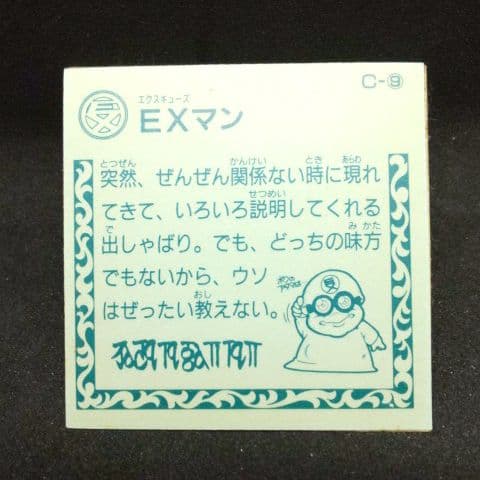 C-⑨
エクスキューズ
EXマン
とつぜん かんけい とき あらわ
突然、ぜんぜん関係ない時に現れ
せつめい
てきて、いろいろ説明してくれる
で み かた
出しゃばり。でも、どっちの味方
でもないから、ウソ
おし
はぜったい教えない。